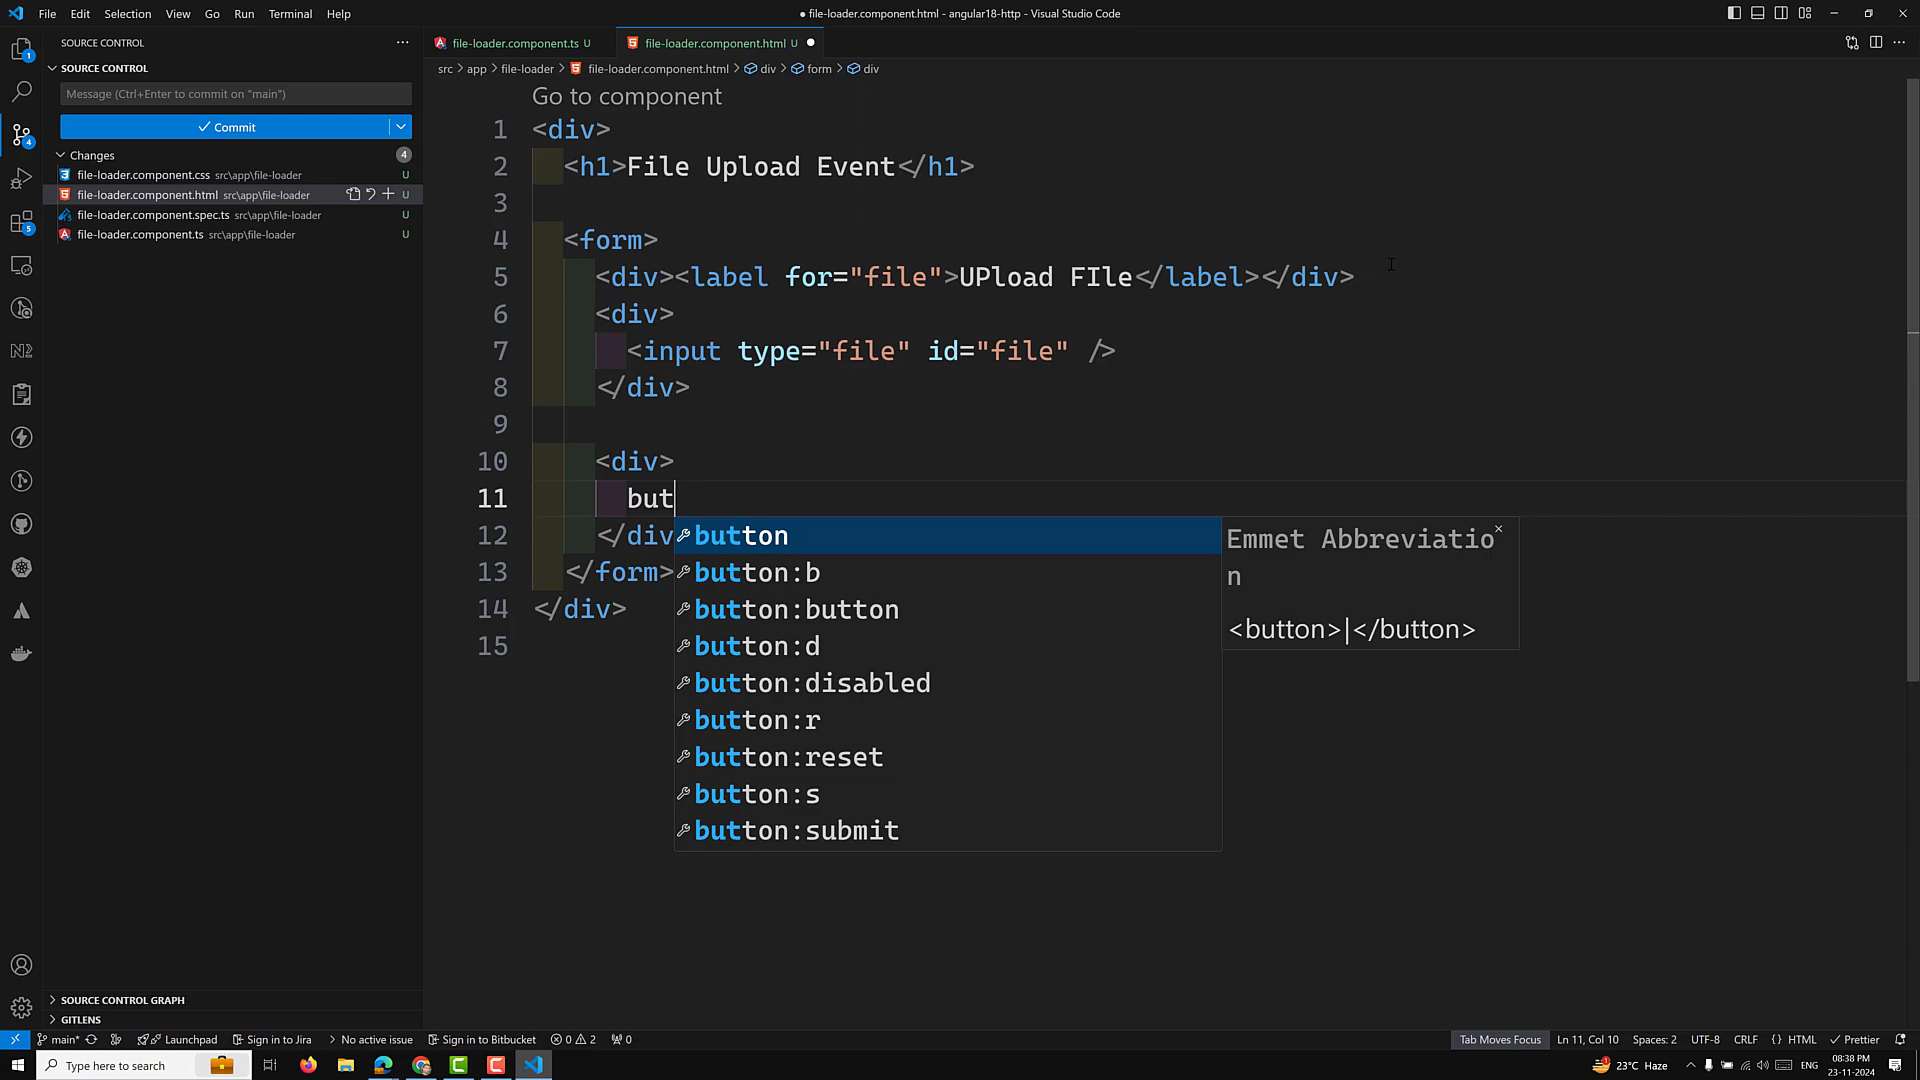 File Edit Selection View Go Run Terminal Help
● file-loader.component.html - angular18-http - Visual Studio Code
SOURCE CONTROL
SOURCE CONTROL
Message (Ctrl+Enter to commit on "main")
Commit
Changes 4
file-loader.component.css src\app\file-loader U
file-loader.component.html src\app\file-loader U
file-loader.component.spec.ts src\app\file-loader U
file-loader.component.ts src\app\file-loader U
SOURCE CONTROL GRAPH
GITLENS
1
4
5
file-loader.component.ts U
file-loader.component.html U
src > app > file-loader > file-loader.component.html > div > form > div
Go to component
1 <div>
2 <h1>File Upload Event</h1>
3
4 <form>
5 <div><label for="file">UPload FIle</label></div>
6 <div>
7 <input type="file" id="file" />
8 </div>
9
10 <div>
11 but
12 </div
13 </form>
14 </div>
15
button
button:b
button:button
button:d
button:disabled
button:r
button:reset
button:s
button:submit
Emmet Abbreviatio
n
<button>|</button>
main* Launchpad Sign in to Jira No active issue Sign in to Bitbucket 0 2 0
Tab Moves Focus Ln 11, Col 10 Spaces: 2 UTF-8 CRLF { } HTML Prettier
Type here to search
23°C Haze
ENG
08:38 PM
23-11-2024